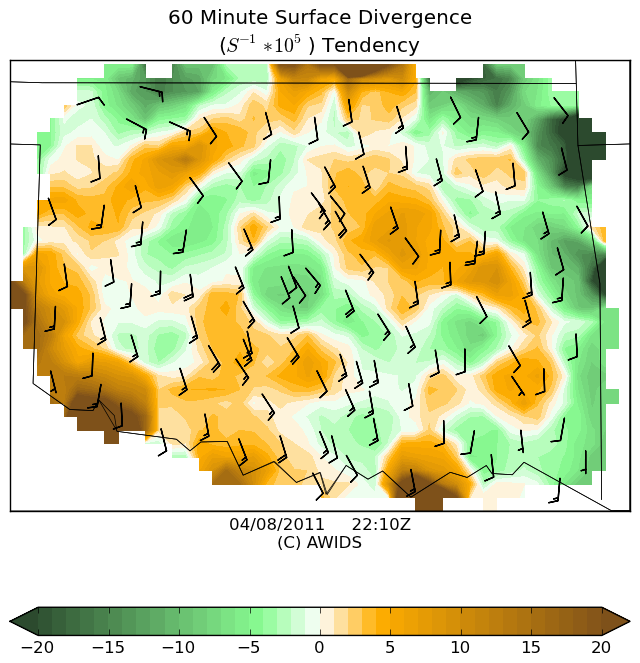 60 Minute Surface Divergence
(S⁻¹ * 10⁵ ) Tendency
04/08/2011 22:10Z
(C) AWIDS
−20 −15 −10 −5 0 5 10 15 20